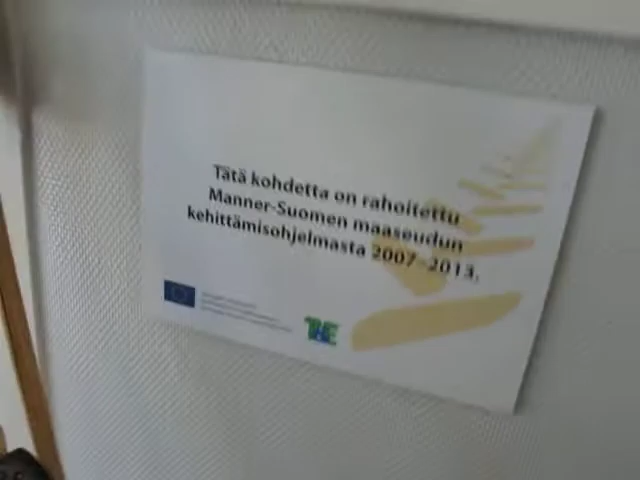 Tätä kohdetta on rahoitettu
Manner-Suomen maaseudun
kehittämisohjelmasta 2007-2013.